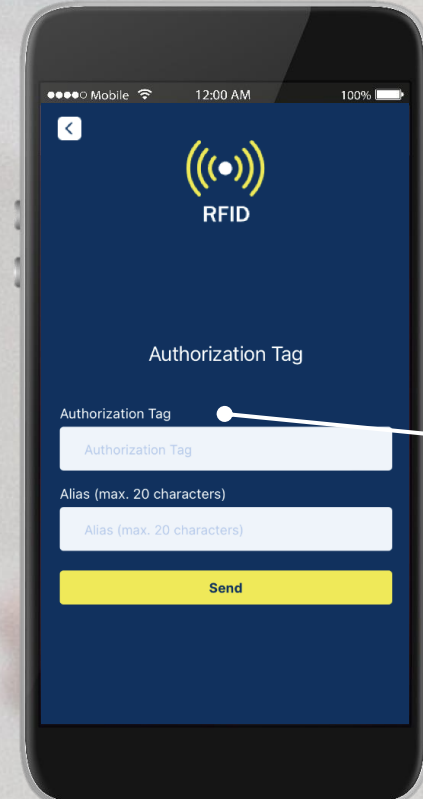 Mobile 12:00 AM 100%
RFID
Authorization Tag
Authorization Tag
Authorization Tag
Alias (max. 20 characters)
Alias (max. 20 characters)
Send